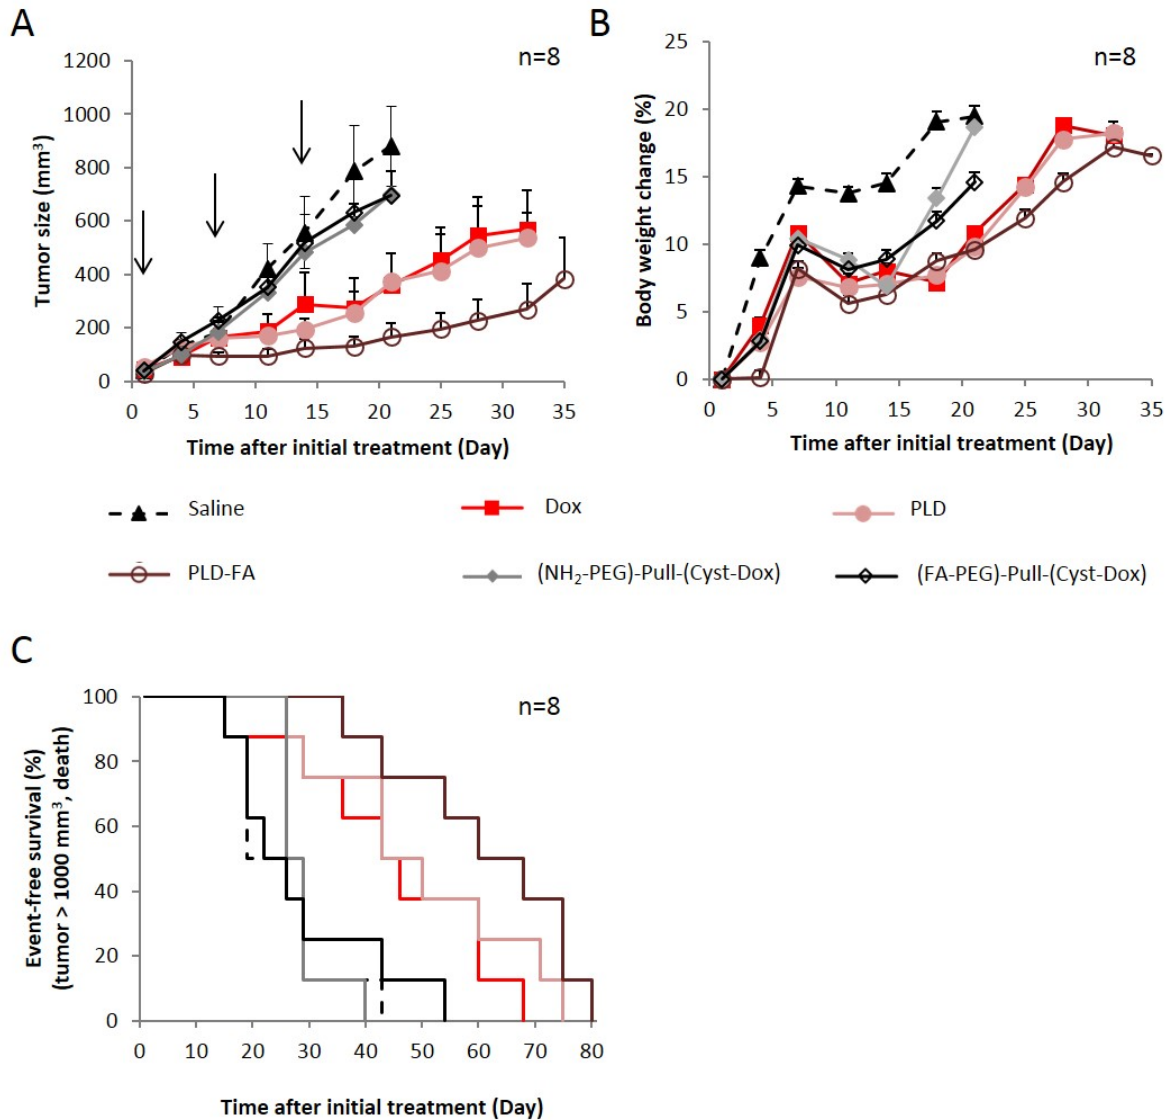 A
n=8
1200
1000
800
600
400
200
0
Tumor size (mm³)
0 5 10 15 20 25 30 35
Time after initial treatment (Day)
B
n=8
25
20
15
10
5
0
Body weight change (%)
0 5 10 15 20 25 30 35
Time after initial treatment (Day)
Saline
Dox
PLD
PLD-FA
(NH₂-PEG)-Pull-(Cyst-Dox)
(FA-PEG)-Pull-(Cyst-Dox)
C
n=8
100
80
60
40
20
0
Event-free survival (%)
(tumor > 1000 mm³, death)
0 10 20 30 40 50 60 70 80
Time after initial treatment (Day)